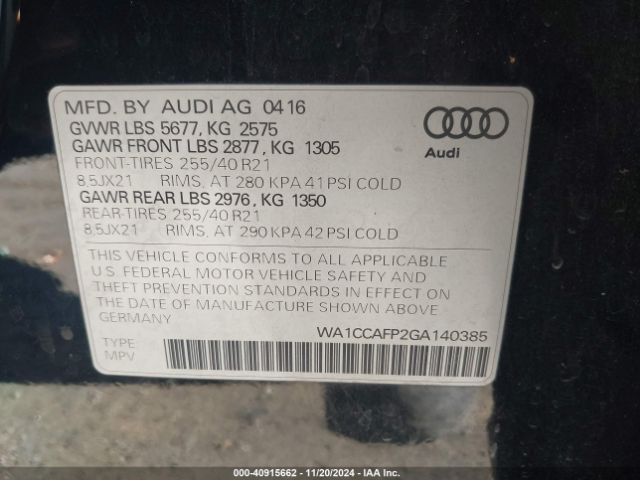 MFD. BY AUDI AG 0416
GVWR LBS 5677, KG 2575
GAWR FRONT LBS 2877, KG 1305
FRONT-TIRES 255/40 R21
8,5JX21 RIMS, AT 280 KPA 41 PSI COLD
GAWR REAR LBS 2976, KG 1350
REAR-TIRES 255/40 R21
8,5JX21 RIMS, AT 290 KPA 42 PSI COLD
Audi
THIS VEHICLE CONFORMS TO ALL APPLICABLE
U.S. FEDERAL MOTOR VEHICLE SAFETY AND
THEFT PREVENTION STANDARDS IN EFFECT ON
THE DATE OF MANUFACTURE SHOWN ABOVE
GERMANY
WA1CCAFP2GA140385
TYPE
MPV
000-40915662 - 11/20/2024 - IAA Inc.